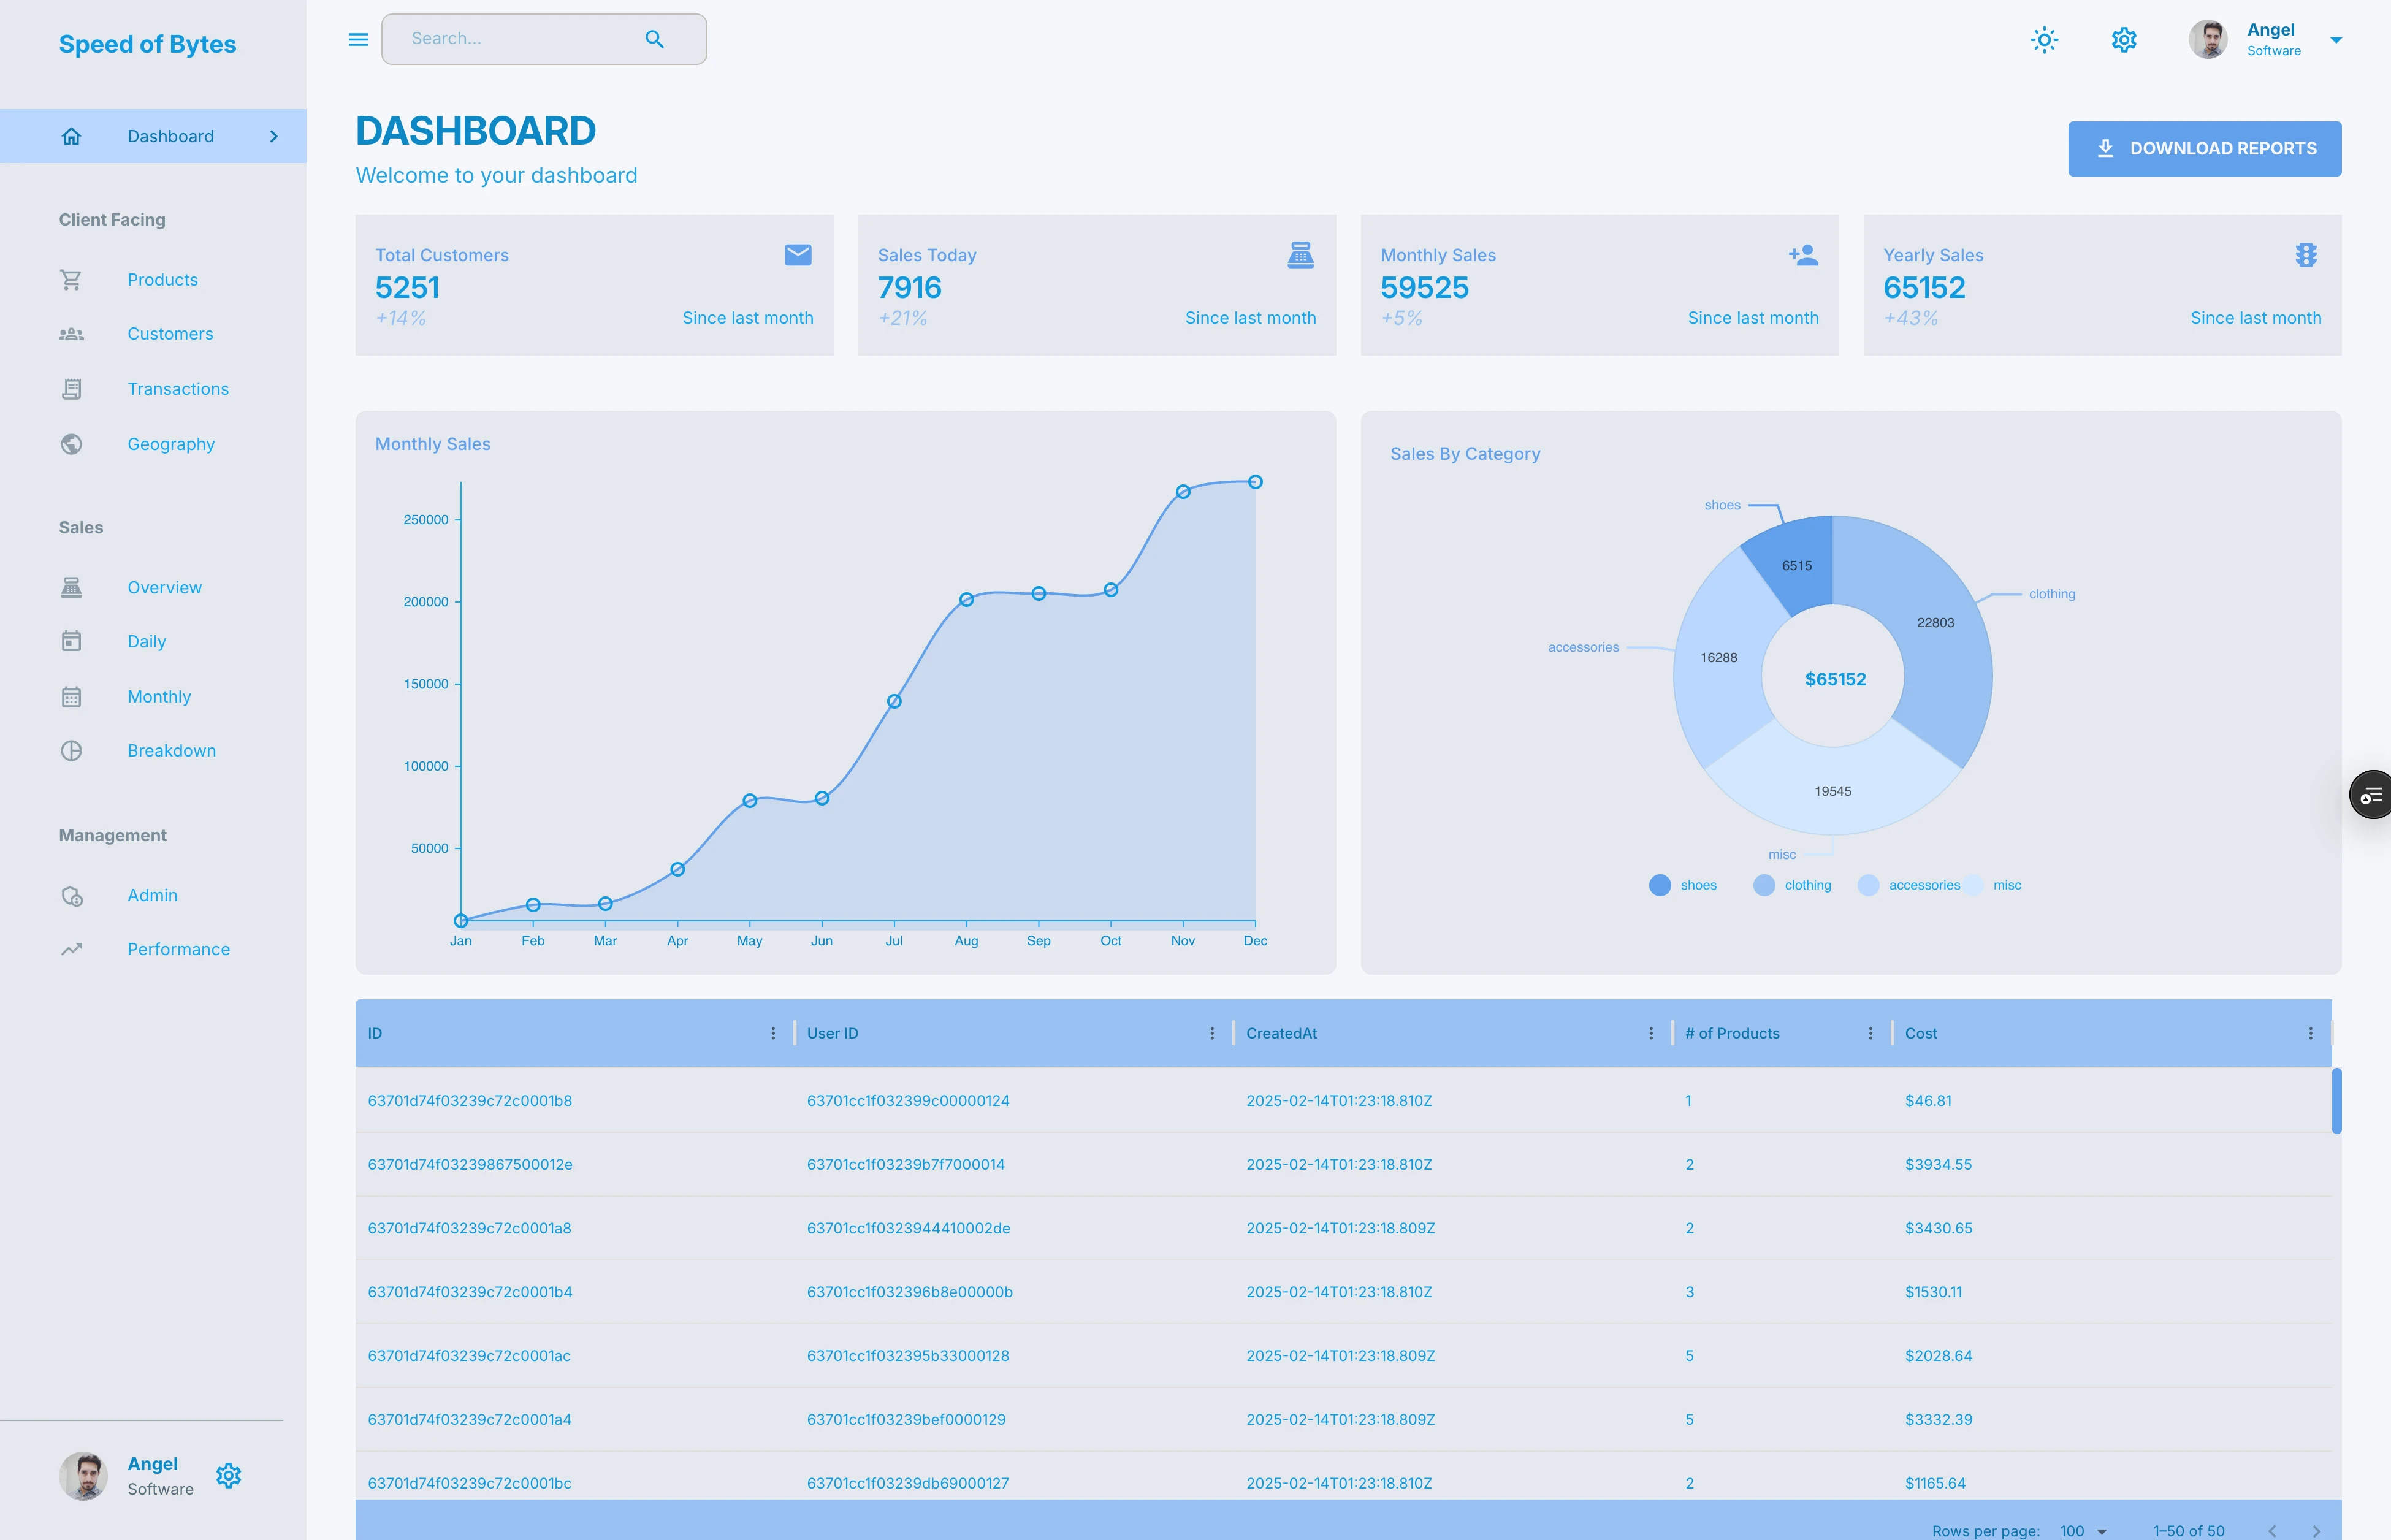 Speed of Bytes
Search...
Angel
Software
Dashboard
Client Facing
Products
Customers
Transactions
Geography
Sales
Overview
Daily
Monthly
Breakdown
Management
Admin
Performance
Angel
Software
DASHBOARD
Welcome to your dashboard
DOWNLOAD REPORTS
Total Customers
5251
+14% Since last month
Sales Today
7916
+21% Since last month
Monthly Sales
59525
+5% Since last month
Yearly Sales
65152
+43% Since last month
Monthly Sales
250000
200000
150000
100000
50000
Jan Feb Mar Apr May Jun Jul Aug Sep Oct Nov Dec
Sales By Category
shoes
6515
clothing
22803
accessories
16288
$65152
19545
misc
shoes clothing accessories misc
ID User ID CreatedAt # of Products Cost
63701d74f03239c72c0001b8 63701cc1f032399c00000124 2025-02-14T01:23:18.810Z 1 $46.81
63701d74f03239867500012e 63701cc1f03239b7f7000014 2025-02-14T01:23:18.810Z 2 $3934.55
63701d74f03239c72c0001a8 63701cc1f0323944410002de 2025-02-14T01:23:18.809Z 2 $3430.65
63701d74f03239c72c0001b4 63701cc1f032396b8e00000b 2025-02-14T01:23:18.810Z 3 $1530.11
63701d74f03239c72c0001ac 63701cc1f032395b33000128 2025-02-14T01:23:18.809Z 5 $2028.64
63701d74f03239c72c0001a4 63701cc1f03239bef0000129 2025-02-14T01:23:18.809Z 5 $3332.39
63701d74f03239c72c0001bc 63701cc1f03239db69000127 2025-02-14T01:23:18.810Z 2 $1165.64
Rows per page: 100 1–50 of 50